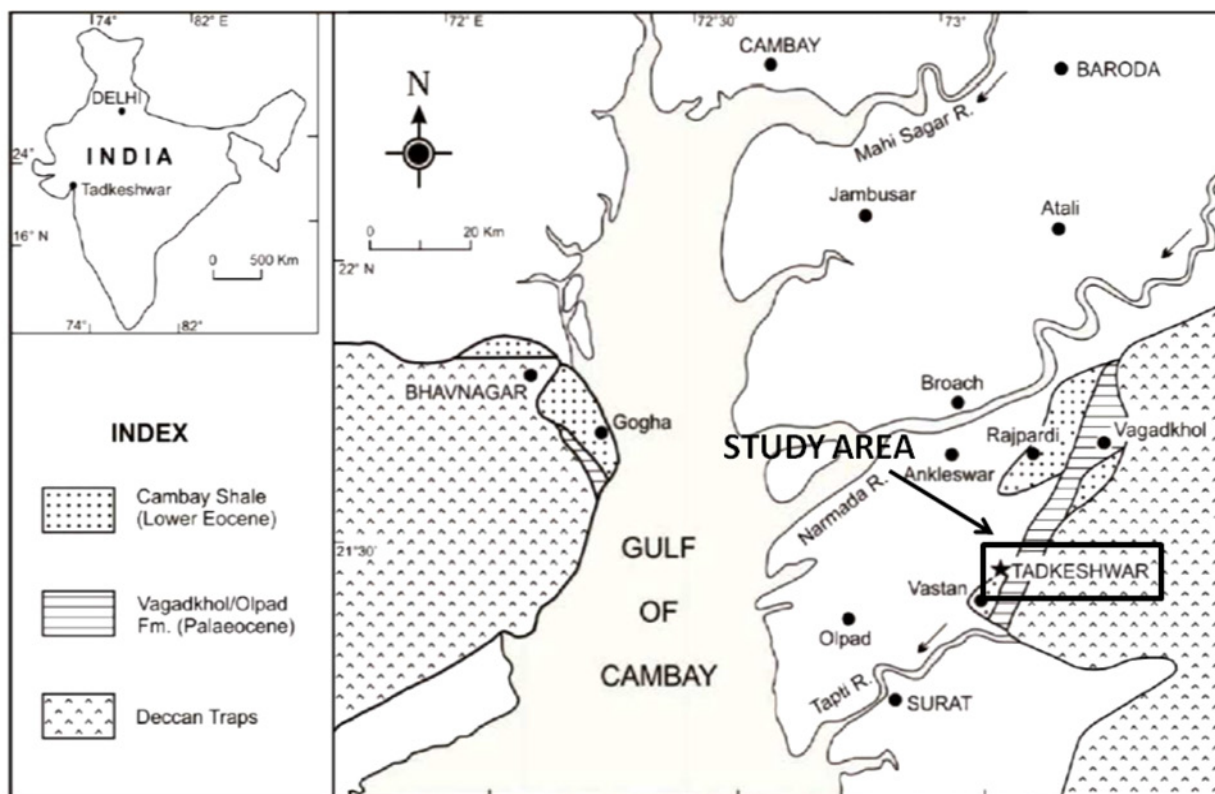 74°
82° E
DELHI
INDIA
24°
Tadkeshwar
16° N
0 500 Km
74°
82°
INDEX
Cambay Shale
(Lower Eocene)
Vagadkhol/Olpad
Fm. (Palaeocene)
Deccan Traps
72° E
72°30'
73°
CAMBAY
BARODA
N
Mahi Sagar R.
Jambusar
Atali
0 20 Km
22° N
BHAVNAGAR
Gogha
Broach
Rajpardi
Vagadkhol
STUDY AREA
Ankleswar
Narmada R.
21°30'
GULF
OF
CAMBAY
TADKESHWAR
Vastan
Olpad
Tapti R.
SURAT